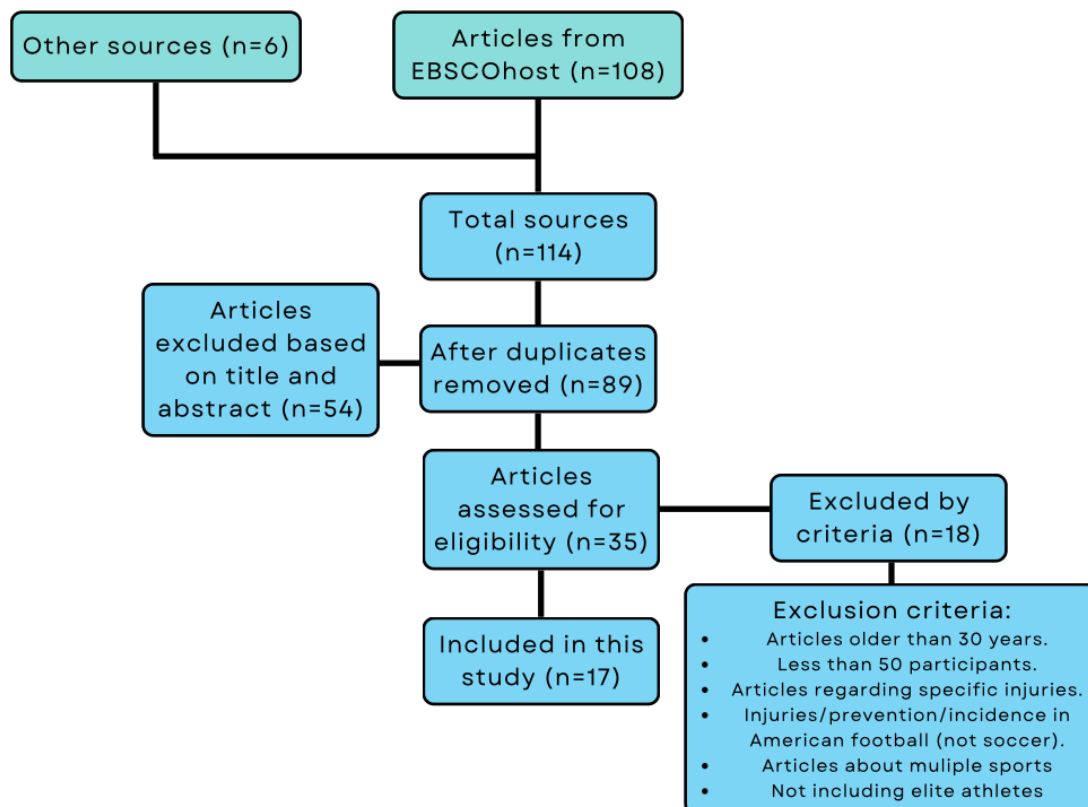 Other sources (n=6)
Articles from
EBSCOhost (n=108)
Total sources
(n=114)
Articles
excluded based
on title and
abstract (n=54)
After duplicates
removed (n=89)
Articles
assessed for
eligibility (n=35)
Excluded by
criteria (n=18)
Included in this
study (n=17)
Exclusion criteria:
• Articles older than 30 years.
• Less than 50 participants.
• Articles regarding specific injuries.
• Injuries/prevention/incidence in
American football (not soccer).
• Articles about muliple sports
• Not including elite athletes